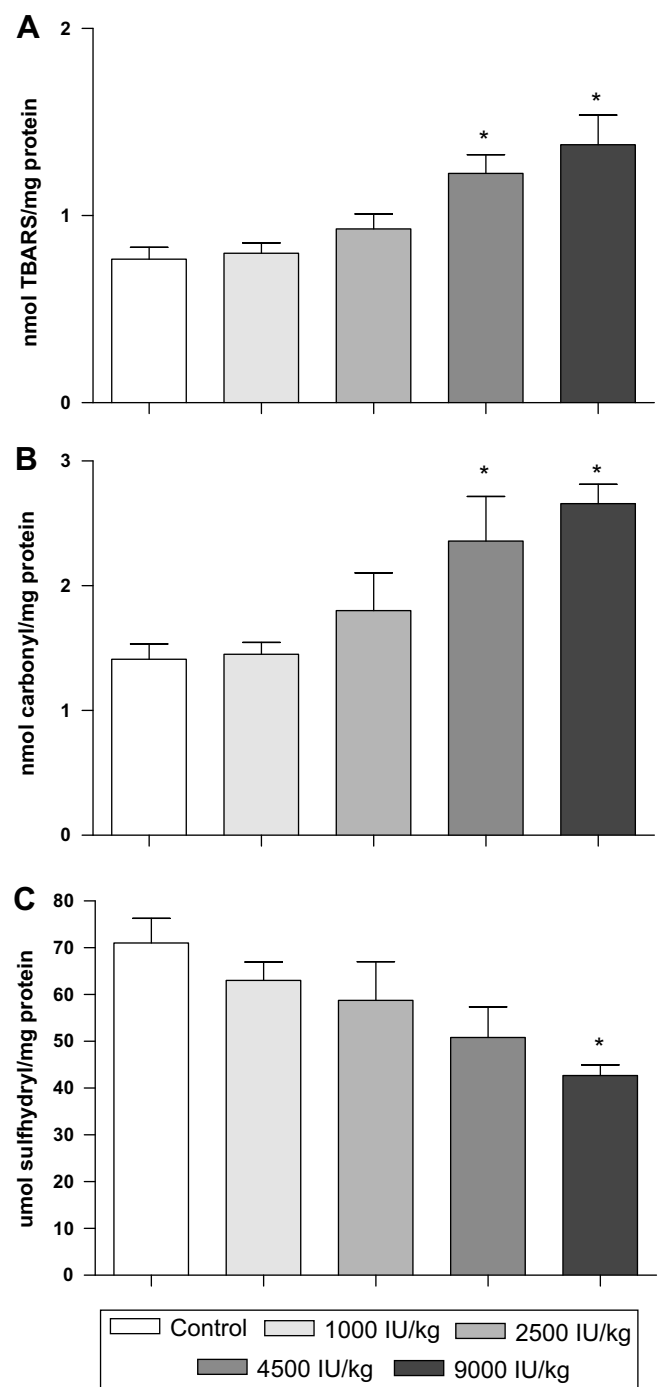 A
2
1
0
nmol TBARS/mg protein
*
*
B
3
2
1
0
nmol carbonyl/mg protein
*
*
C
80
70
60
50
40
30
20
10
0
umol sulfhydryl/mg protein
*
Control 1000 IU/kg 2500 IU/kg
4500 IU/kg 9000 IU/kg